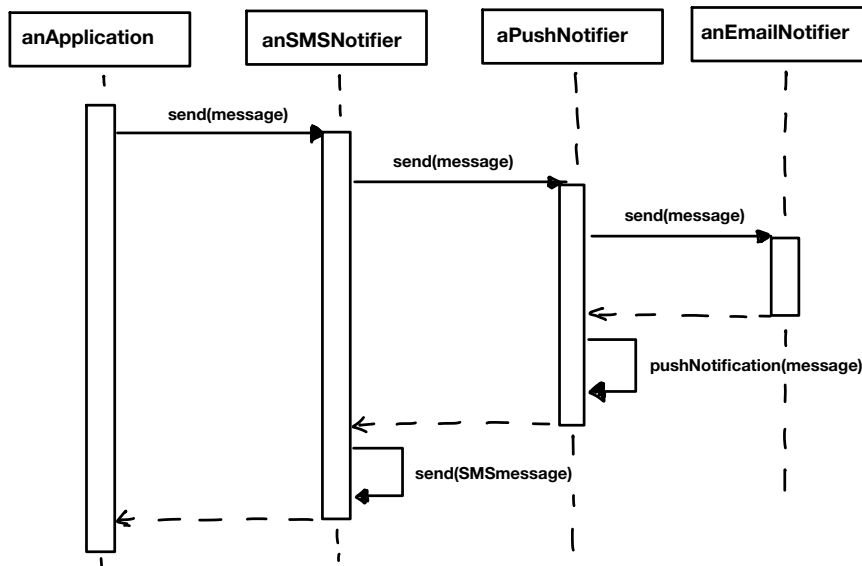 anApplication
anSMSNotifier
aPushNotifier
anEmailNotifier
send(message)
send(message)
send(message)
pushNotification(message)
send(SMSmessage)